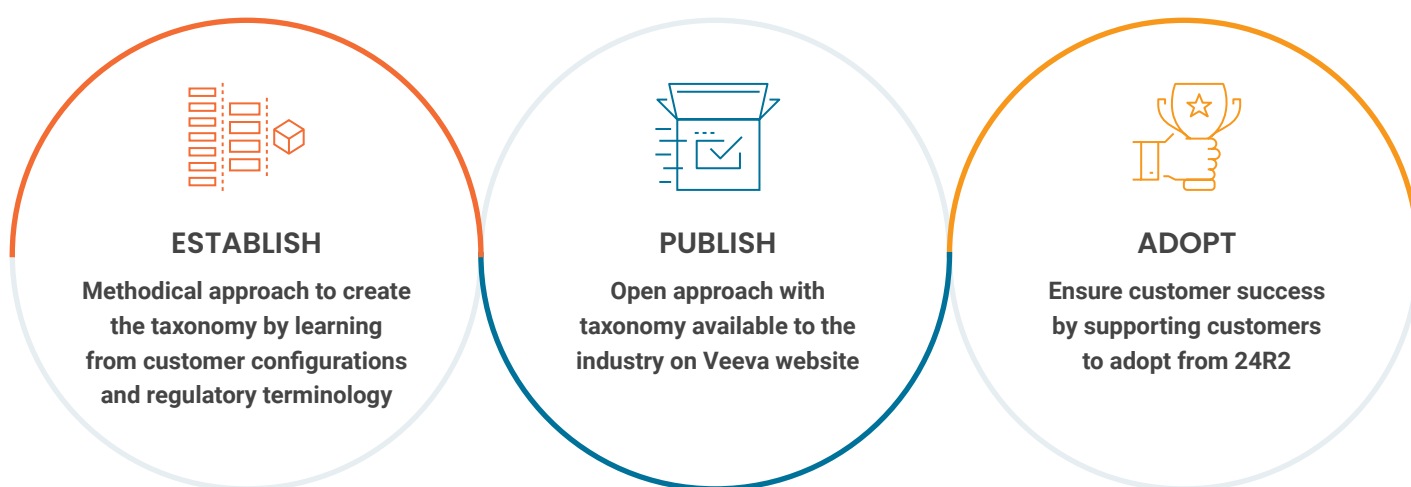 ESTABLISH
Methodical approach to create
the taxonomy by learning
from customer configurations
and regulatory terminology
PUBLISH
Open approach with
taxonomy available to the
industry on Veeva website
ADOPT
Ensure customer success
by supporting customers
to adopt from 24R2